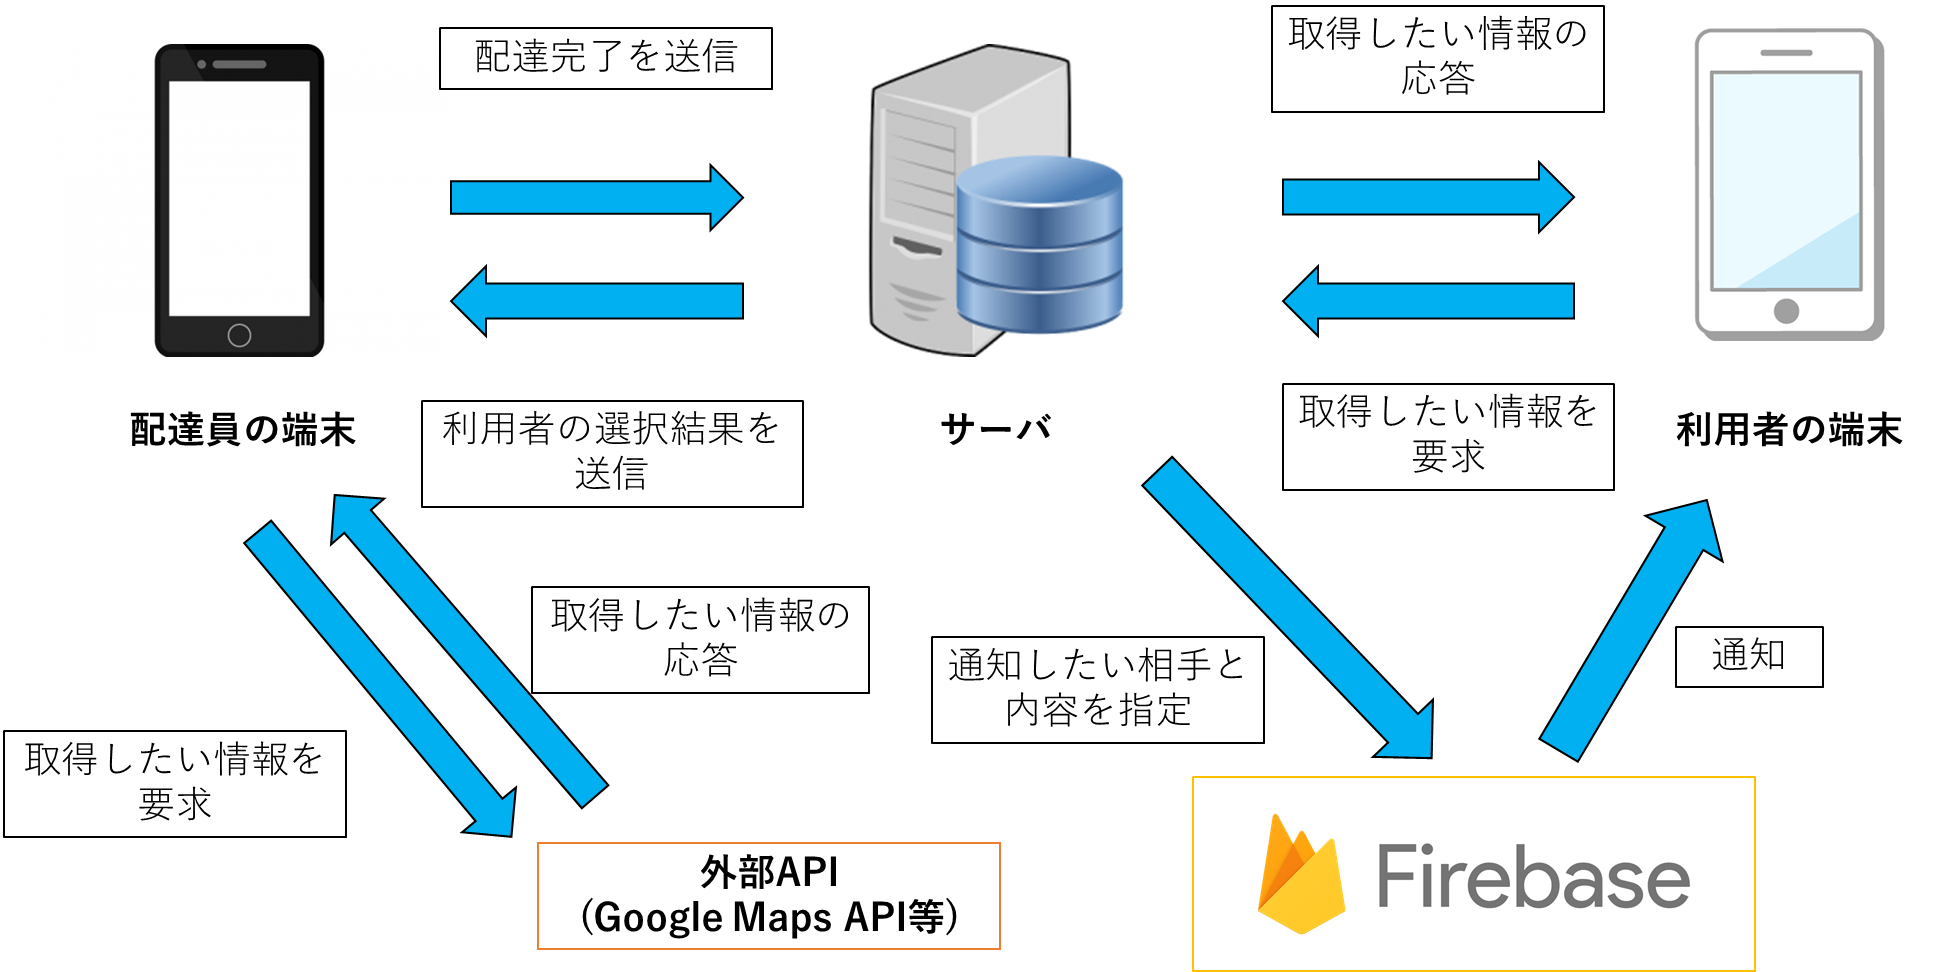 配達完了を送信
取得したい情報の
応答
配達員の端末
利用者の選択結果を
送信
サーバ
取得したい情報を
要求
利用者の端末
取得したい情報の
応答
通知したい相手と
内容を指定
通知
取得したい情報を
要求
外部API
(Google Maps API等)
Firebase